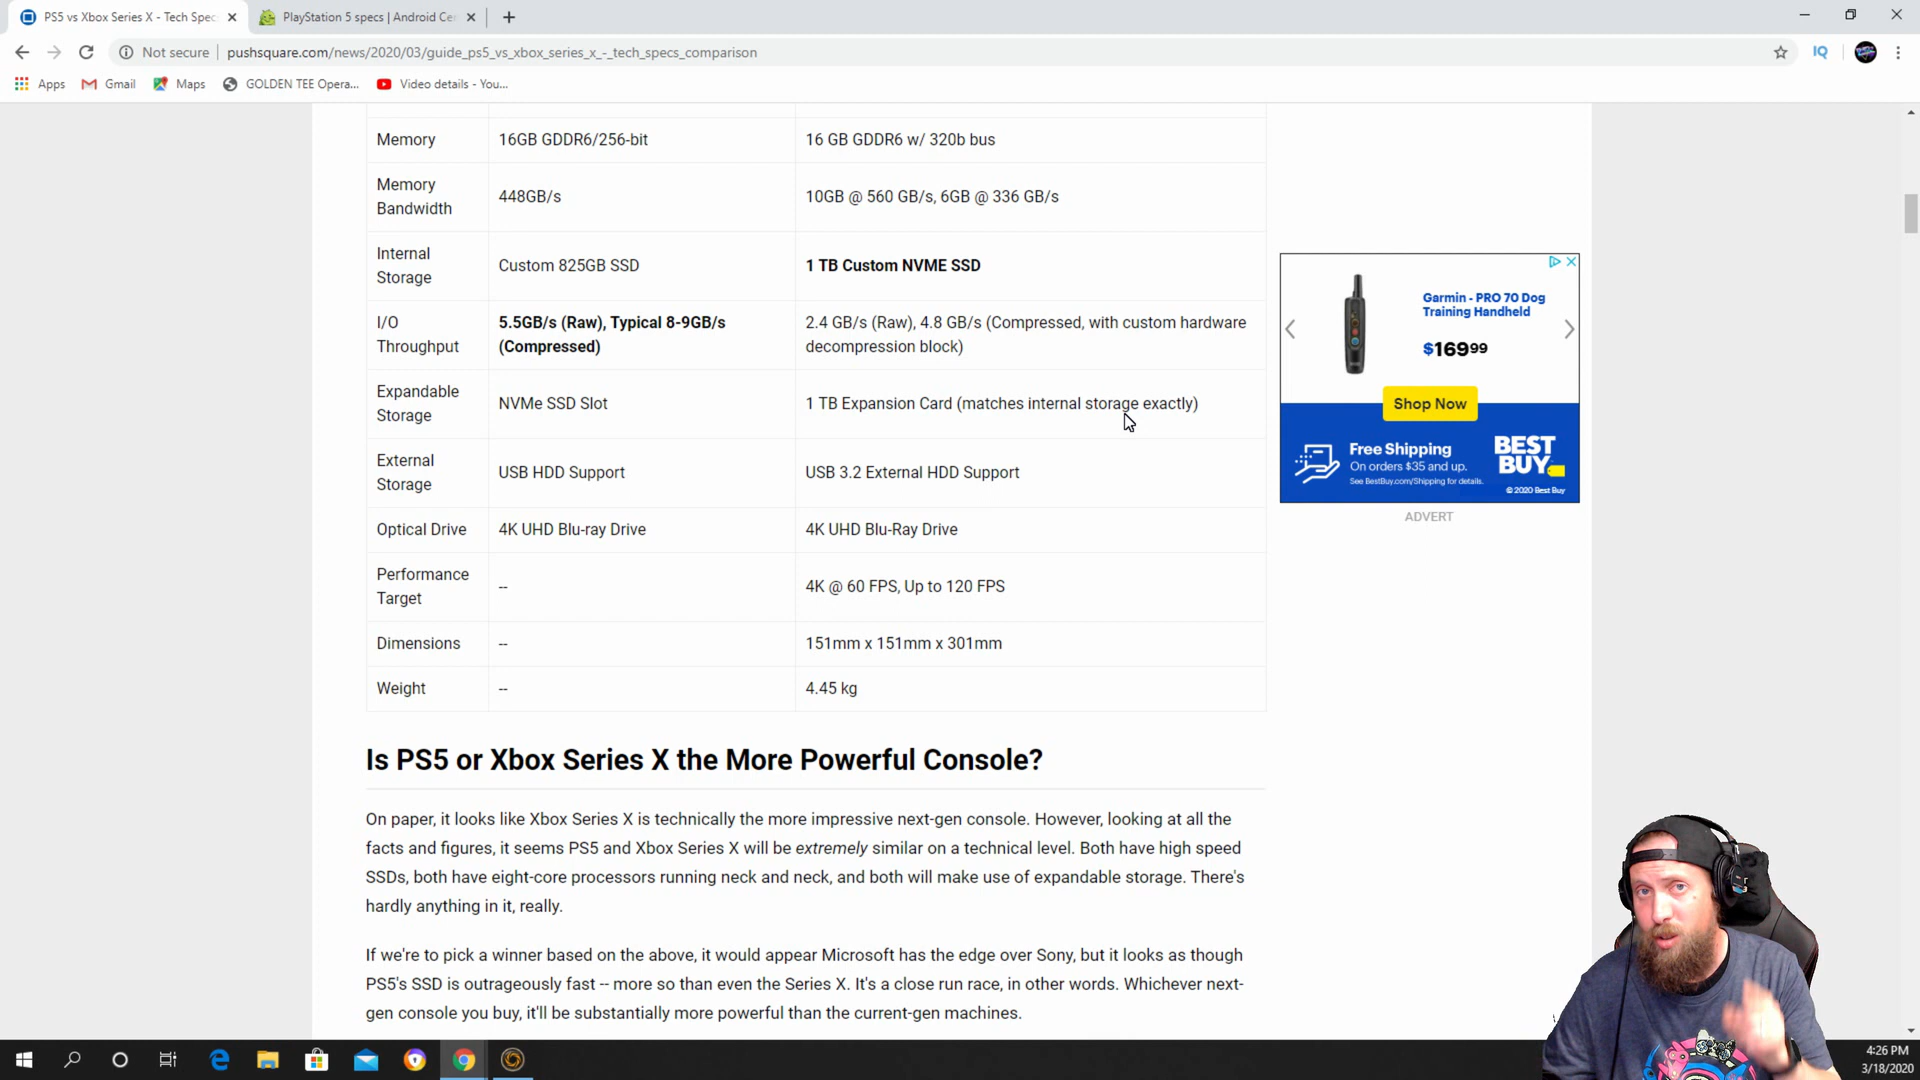 PS5 vs Xbox Series X - Tech Spec
PlayStation 5 specs | Android Ce
Not secure
pushsquare.com/news/2020/03/guide_ps5_vs_xbox_series_x_-_tech_specs_comparison
IQ
Apps
Gmail
Maps
GOLDEN TEE Opera...
Video details - You...
Memory
16GB GDDR6/256-bit
16 GB GDDR6 w/ 320b bus
Memory
Bandwidth
448GB/s
10GB @ 560 GB/s, 6GB @ 336 GB/s
Internal
Storage
Custom 825GB SSD
1 TB Custom NVME SSD
I/O
Throughput
5.5GB/s (Raw), Typical 8-9GB/s
(Compressed)
2.4 GB/s (Raw), 4.8 GB/s (Compressed, with custom hardware
decompression block)
Expandable
Storage
NVMe SSD Slot
1 TB Expansion Card (matches internal storage exactly)
External
Storage
USB HDD Support
USB 3.2 External HDD Support
Optical Drive
4K UHD Blu-ray Drive
4K UHD Blu-Ray Drive
Performance
Target
--
4K @ 60 FPS, Up to 120 FPS
Dimensions
--
151mm x 151mm x 301mm
Weight
--
4.45 kg
Garmin - PRO 70 Dog
Training Handheld
$16999
Shop Now
Free Shipping
On orders $35 and up.
See BestBuy.com/Shipping for details.
BEST
BUY
© 2020 Best Buy
ADVERT
Is PS5 or Xbox Series X the More Powerful Console?
On paper, it looks like Xbox Series X is technically the more impressive next-gen console. However, looking at all the
facts and figures, it seems PS5 and Xbox Series X will be extremely similar on a technical level. Both have high speed
SSDs, both have eight-core processors running neck and neck, and both will make use of expandable storage. There's
hardly anything in it, really.
If we're to pick a winner based on the above, it would appear Microsoft has the edge over Sony, but it looks as though
PS5's SSD is outrageously fast -- more so than even the Series X. It's a close run race, in other words. Whichever next-
gen console you buy, it'll be substantially more powerful than the current-gen machines.
4:26 PM
3/18/2020